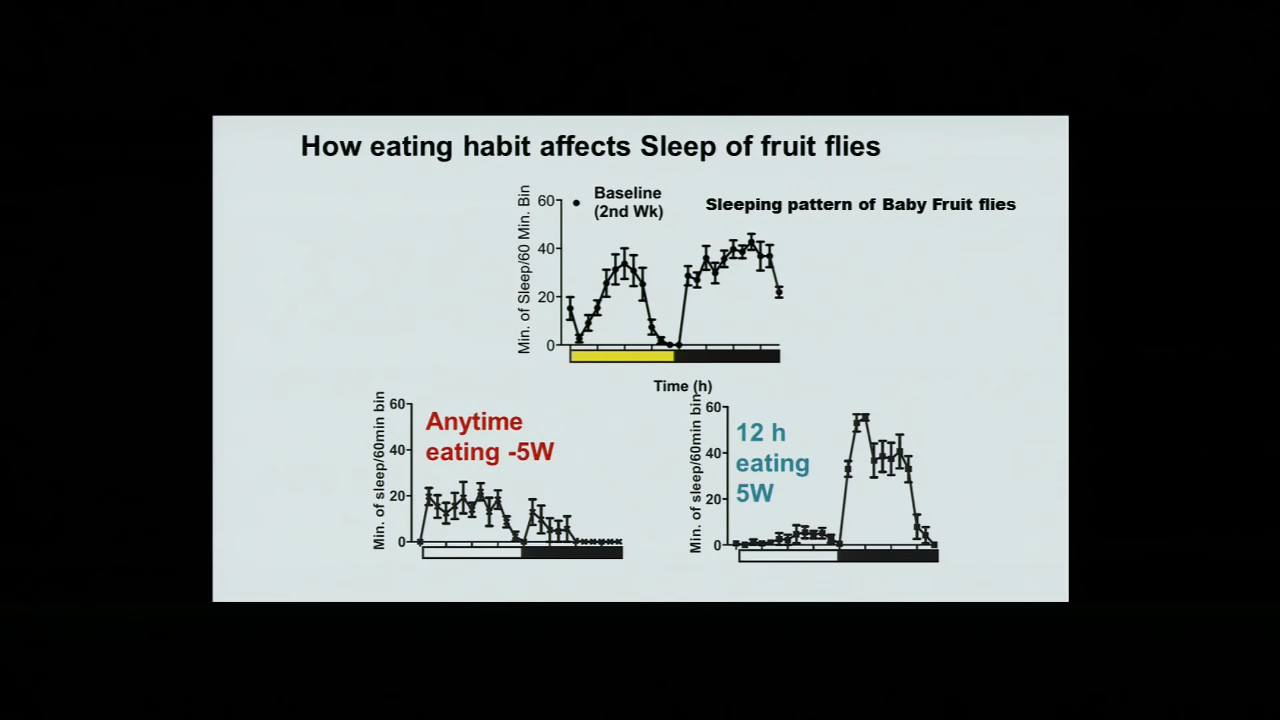 How eating habit affects Sleep of fruit flies
Baseline
(2nd Wk)
Sleeping pattern of Baby Fruit flies
Min. of Sleep/60 Min. Bin
60
40
20
0
Time (h)
Anytime
eating -5W
Min. of sleep/60min bin
60
40
20
0
12 h
eating
5W
Min. of sleep/60min bin
60
40
20
0